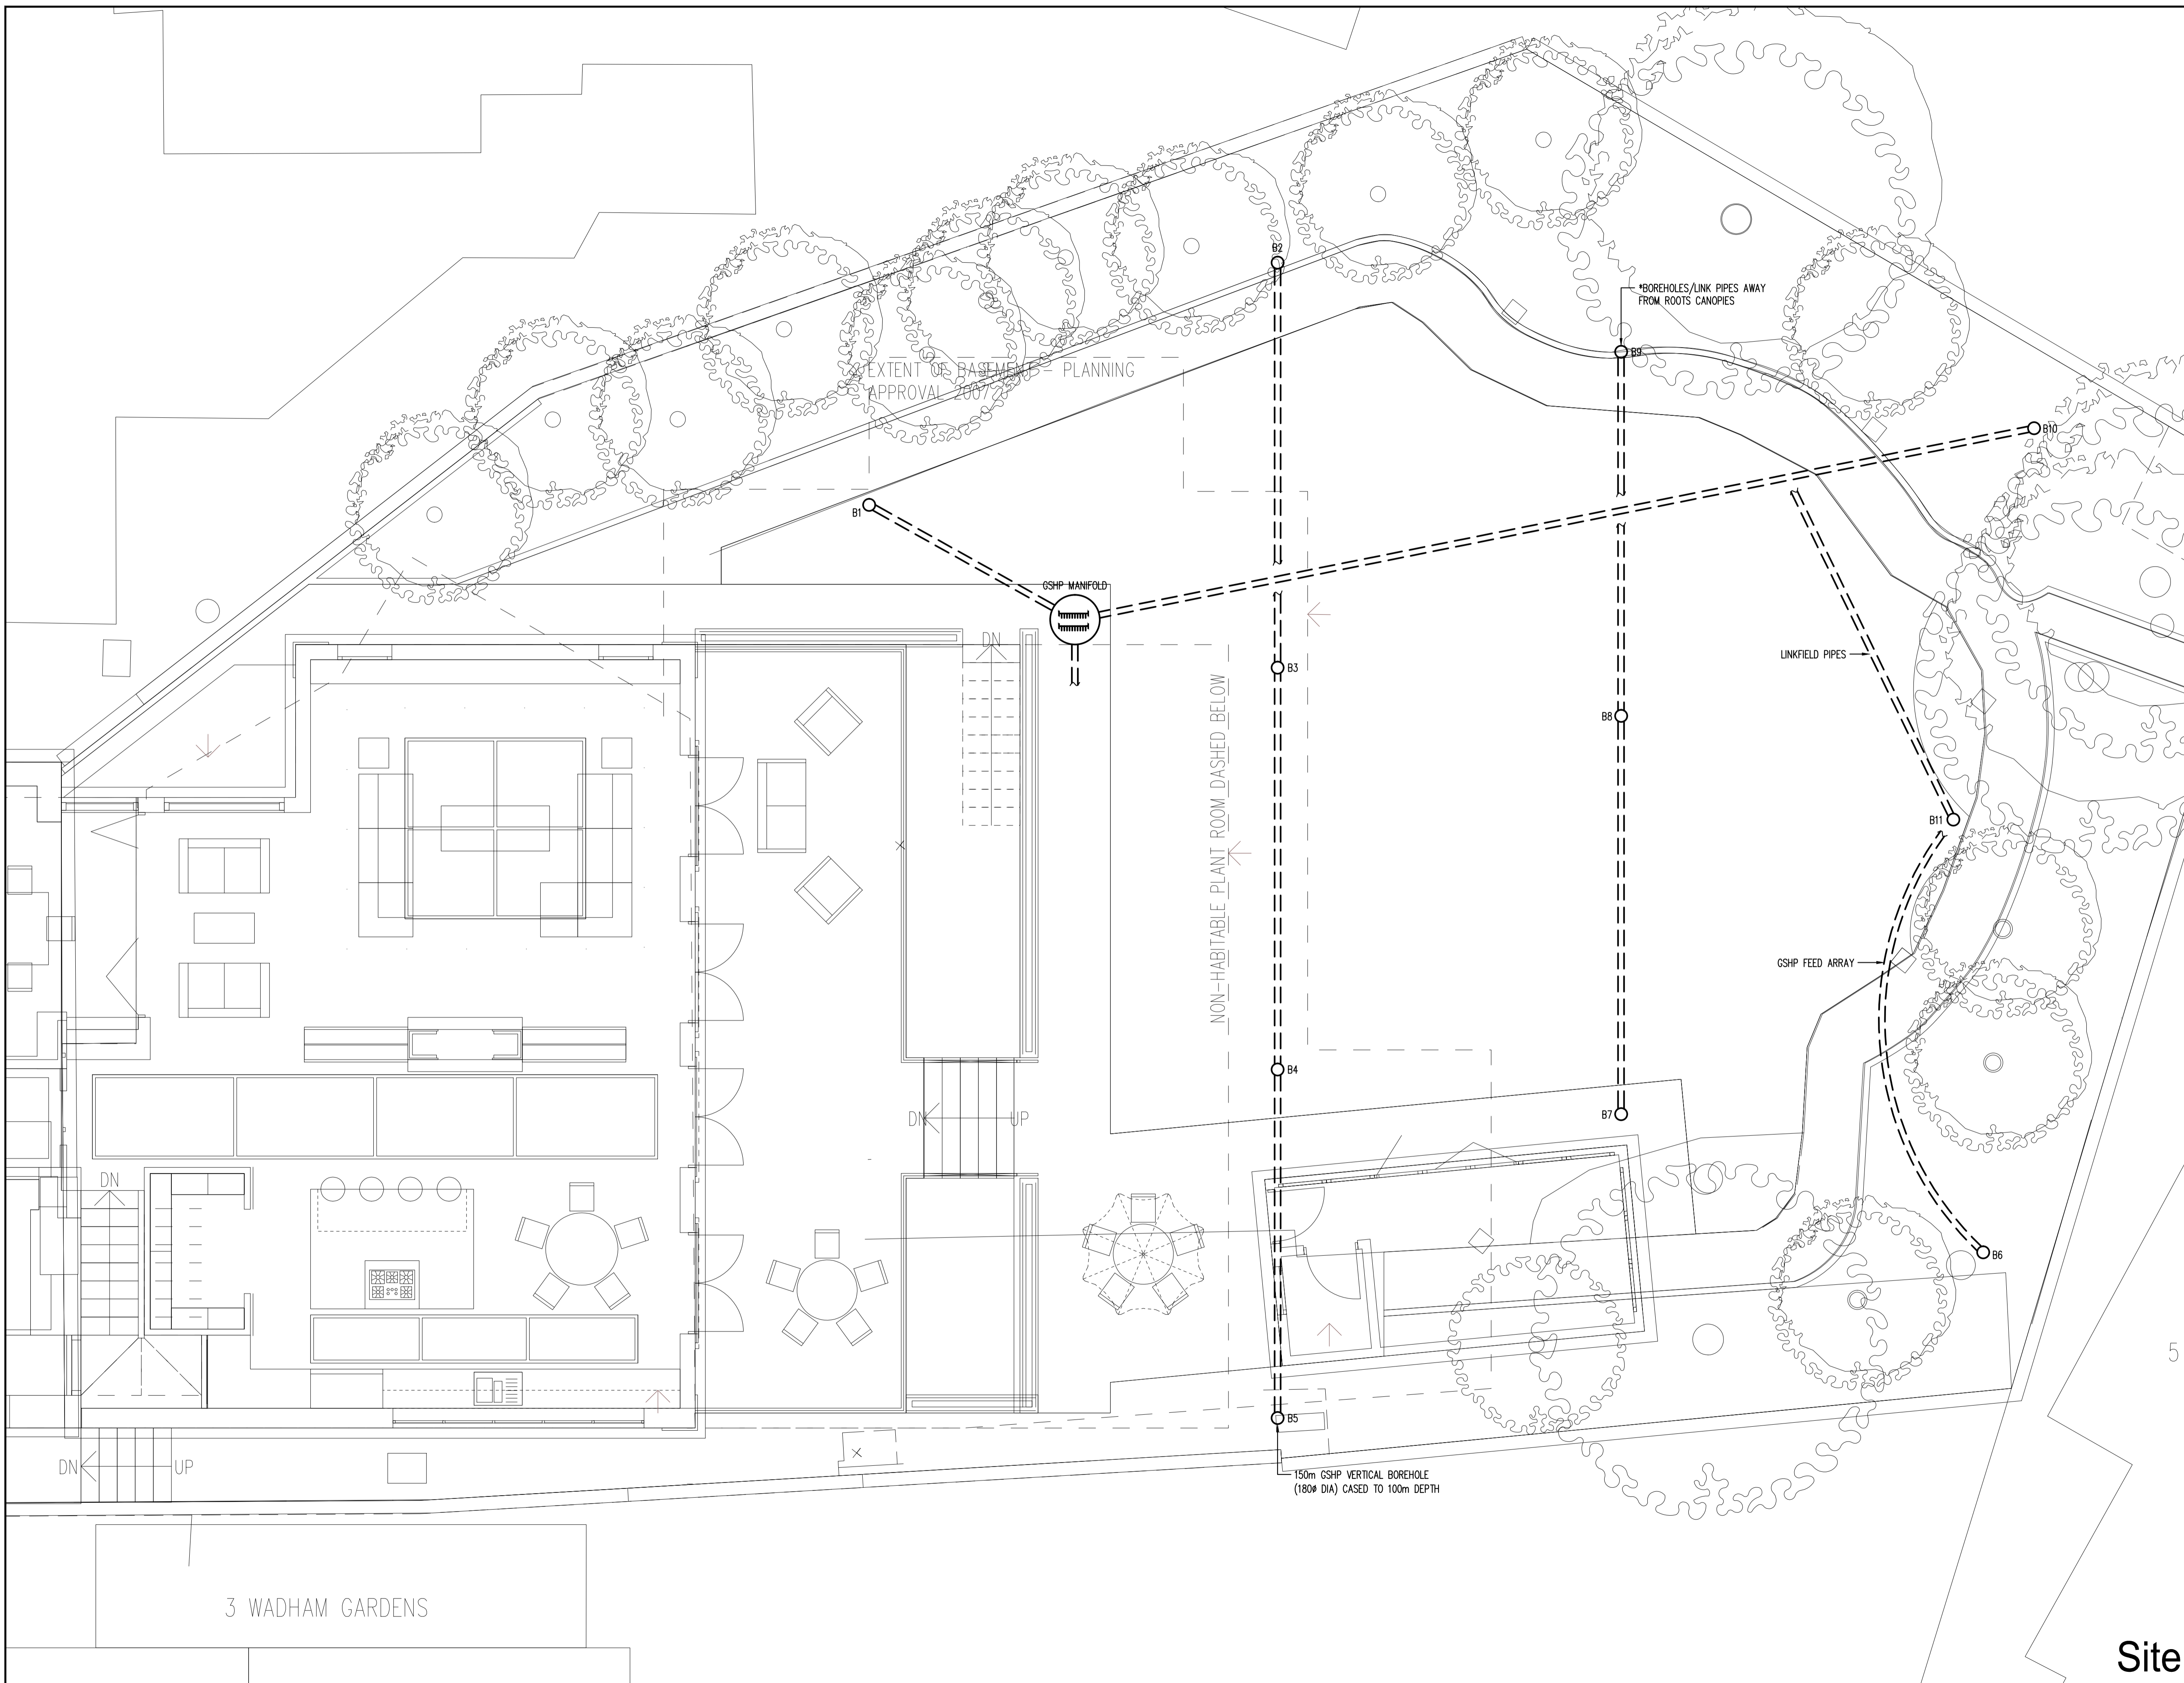 B2
*BOREHOLES/LINK PIPES AWAY
FROM ROOTS CANOPIES
B9
EXTENT OF BASEMENT - PLANNING
APPROVAL 2007
B10
B1
GSHP MANIFOLD
DN
LINKFIELD PIPES
B3
NON-HABITABLE PLANT ROOM DASHED BELOW
B8
B11
GSHP FEED ARRAY
B4
DN
UP
B7
DN
B6
5
B5
DN
UP
150m GSHP VERTICAL BOREHOLE
(180ø DIA) CASED TO 100m DEPTH
3 WADHAM GARDENS
Site